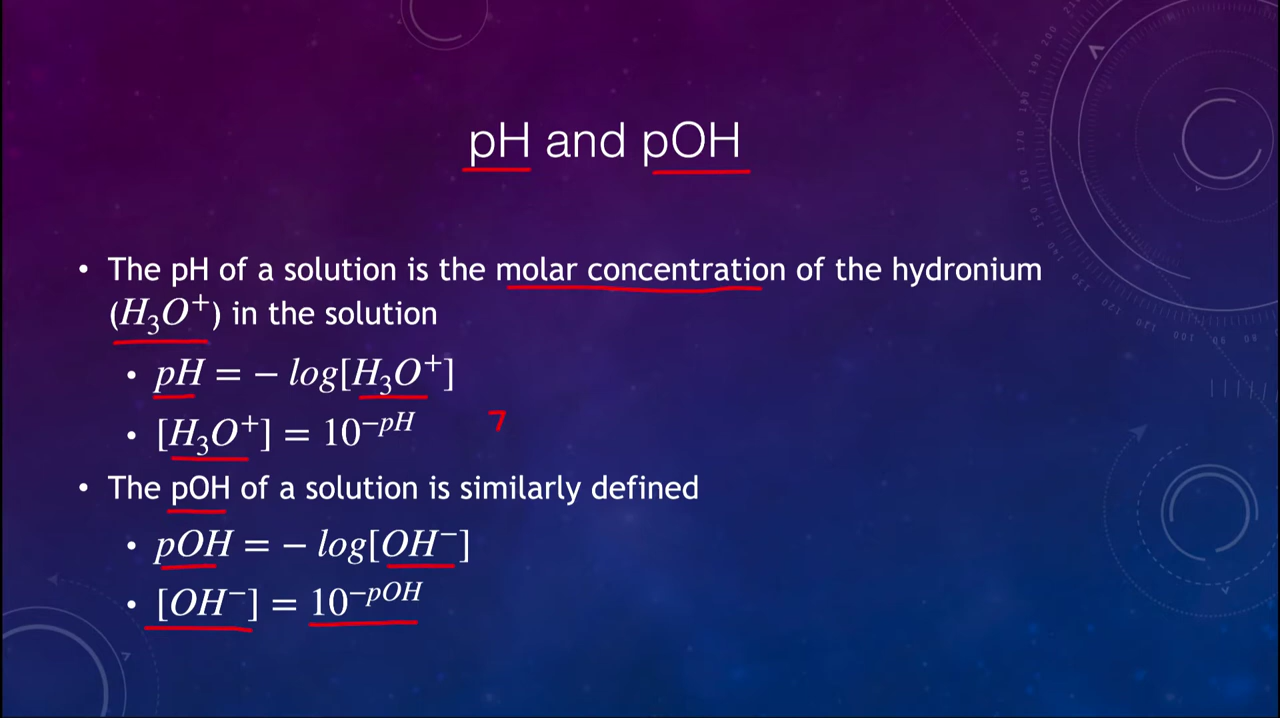 pH and pOH
• The pH of a solution is the molar concentration of the hydronium
(H₃O⁺) in the solution
• pH = − log[H₃O⁺]
• [H₃O⁺] = 10⁻ᵖᴴ 7
• The pOH of a solution is similarly defined
• pOH = − log[OH⁻]
• [OH⁻] = 10⁻ᵖᴼᴴ